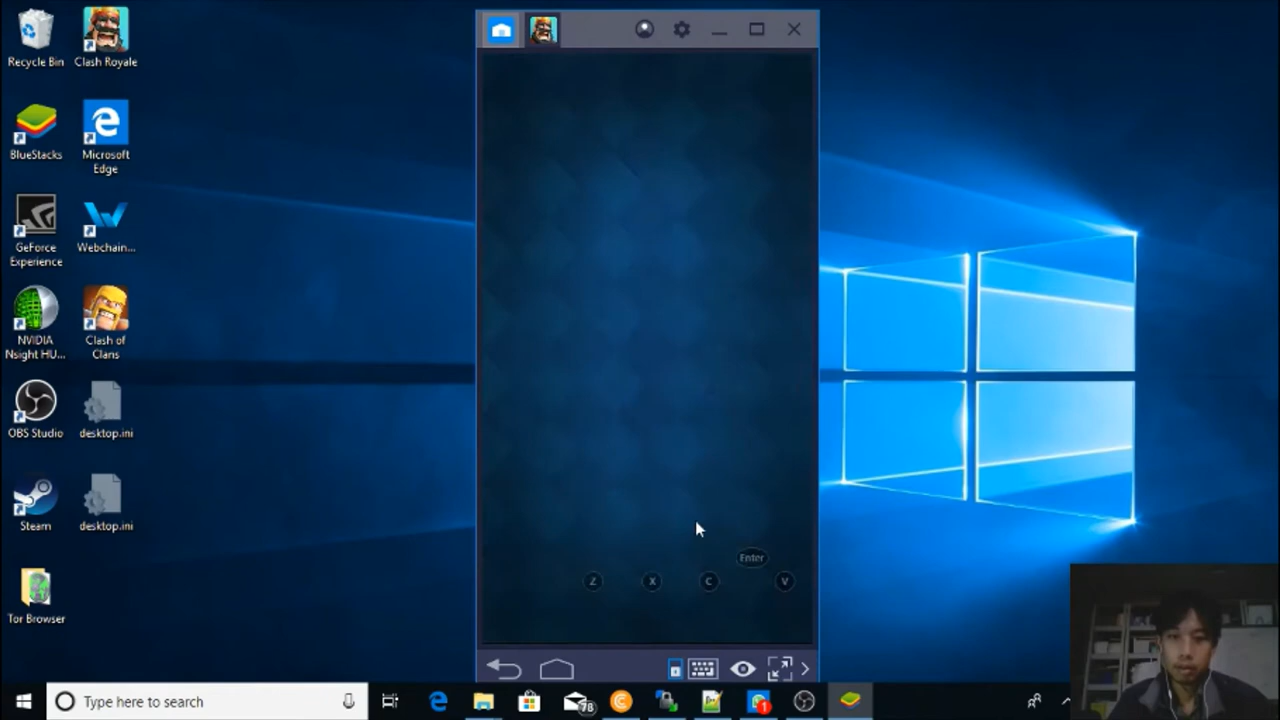 Recycle Bin
Clash Royale
BlueStacks
Microsoft
Edge
GeForce
Experience
Webchain...
NVIDIA
Nsight HU...
Clash of
Clans
OBS Studio
desktop.ini
Steam
desktop.ini
Tor Browser
Enter
Z X C V
Type here to search
78
1